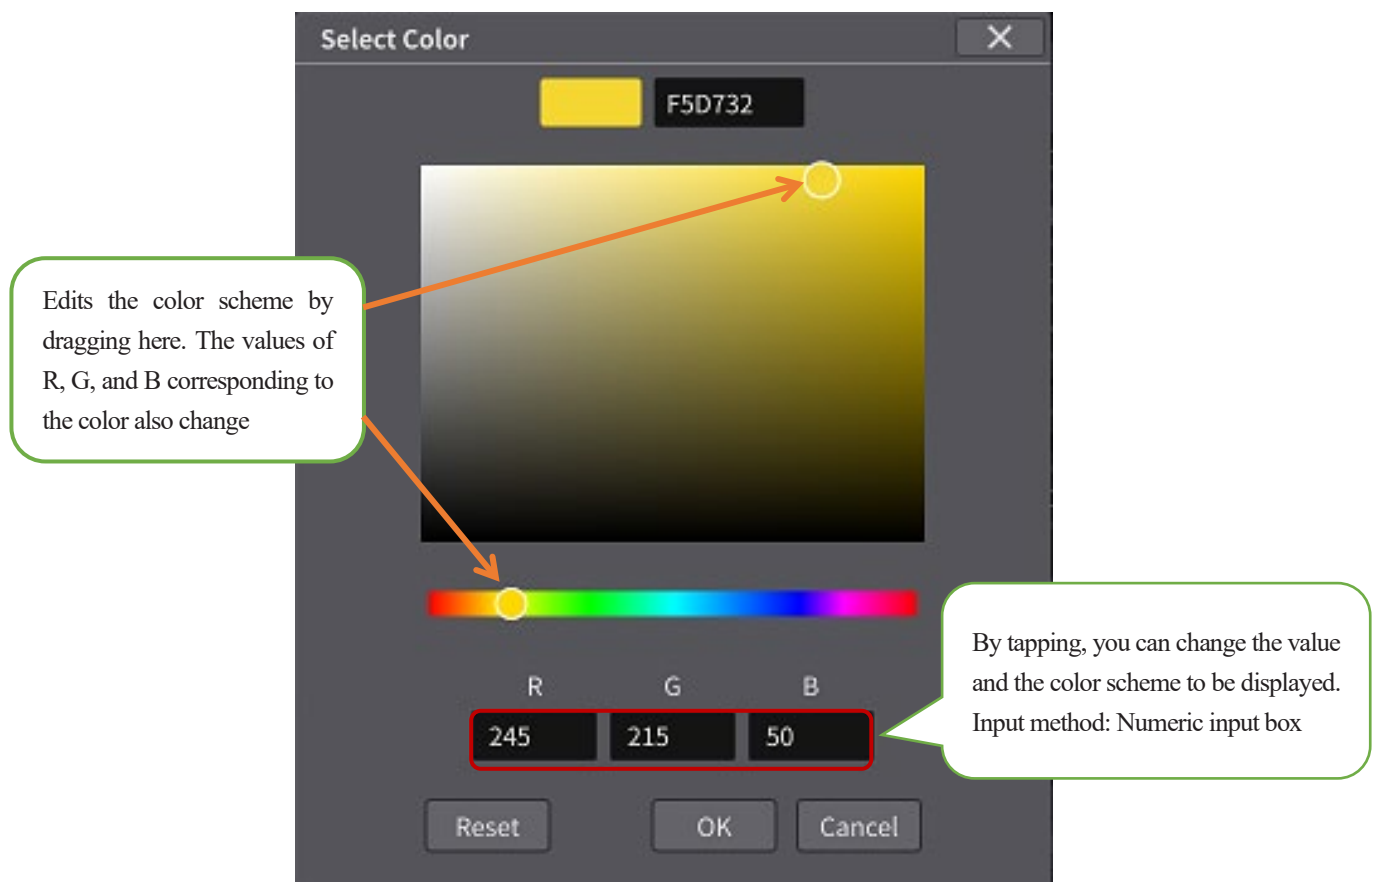 Select Color
F5D732
Edits the color scheme by
dragging here. The values of
R, G, and B corresponding to
the color also change
By tapping, you can change the value
and the color scheme to be displayed.
Input method: Numeric input box
R G B
245 215 50
Reset OK Cancel